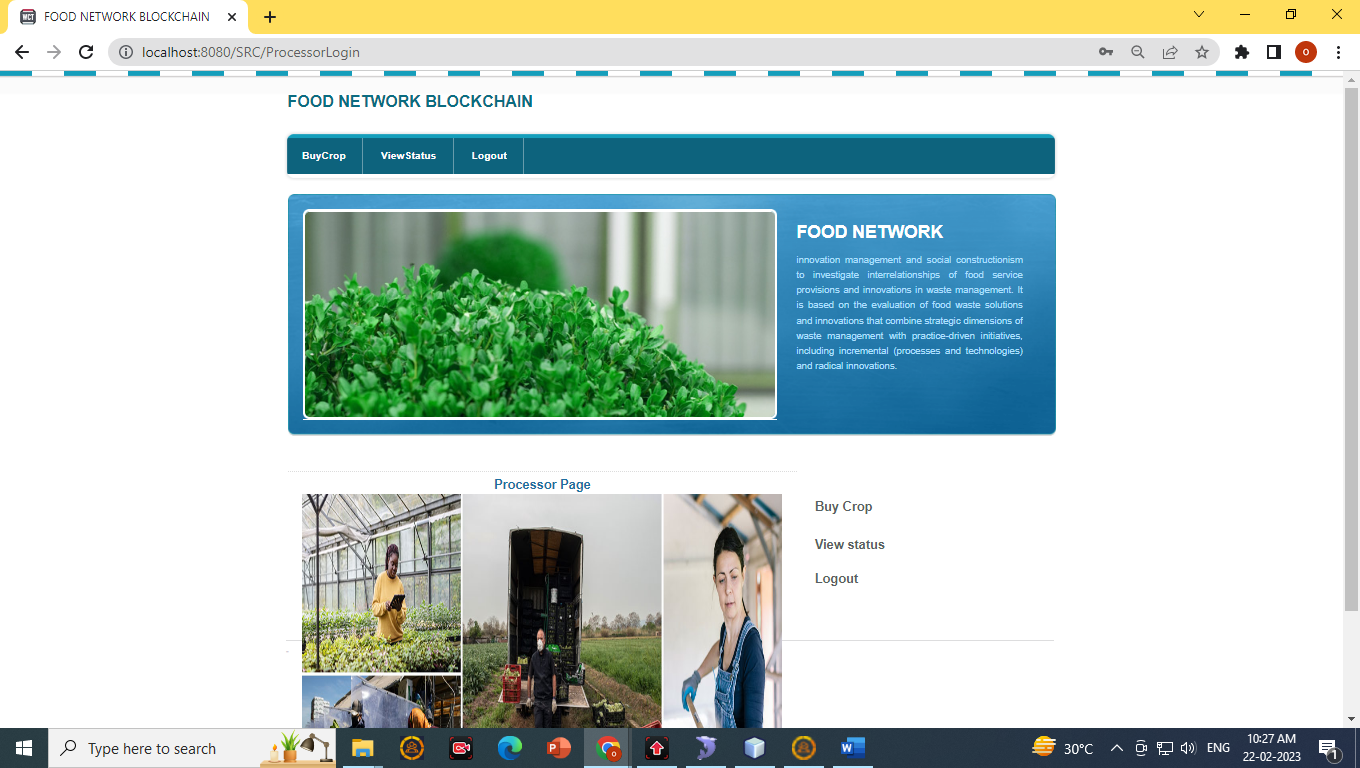 FOOD NETWORK BLOCKCHAIN
localhost:8080/SRC/ProcessorLogin
O
FOOD NETWORK BLOCKCHAIN
BuyCrop ViewStatus Logout
FOOD NETWORK
innovation management and social constructionism
to investigate interrelationships of food service
provisions and innovations in waste management. It
is based on the evaluation of food waste solutions
and innovations that combine strategic dimensions of
waste management with practice-driven initiatives,
including incremental (processes and technologies)
and radical innovations.
Processor Page
Buy Crop
View status
Logout
Type here to search
30°C
ENG
10:27 AM
22-02-2023
1